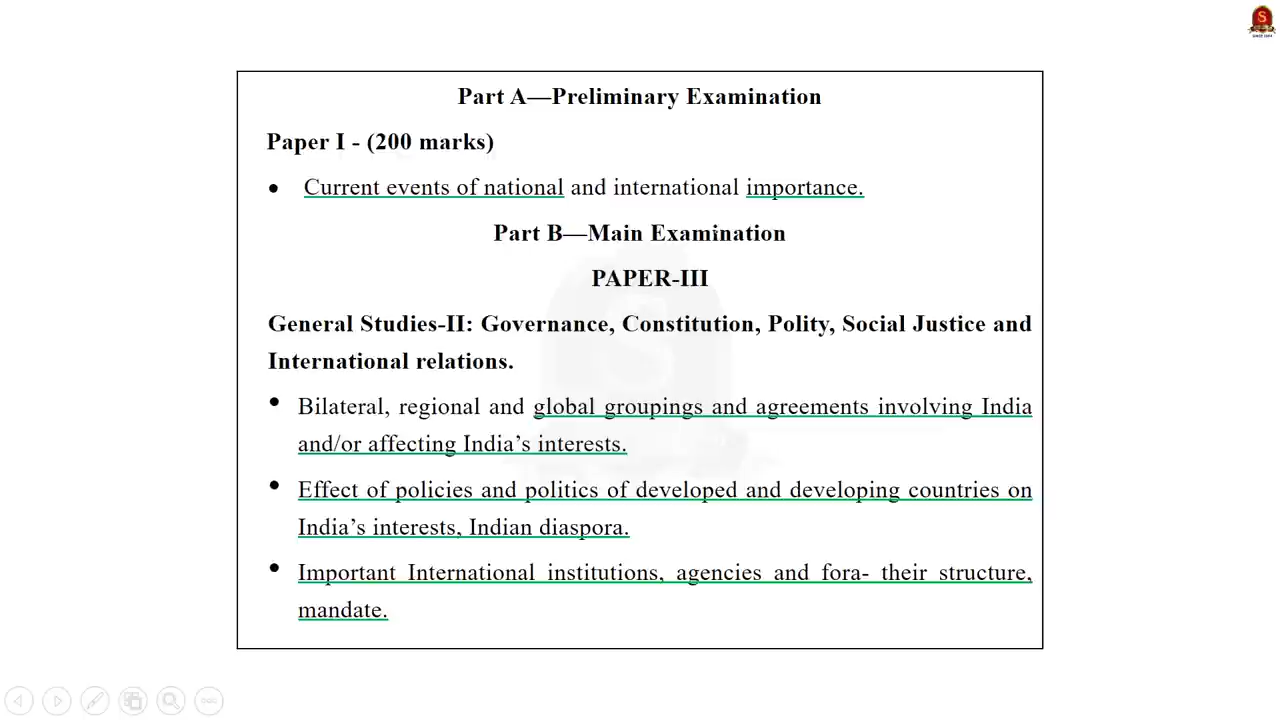 Part A—Preliminary Examination
Paper I - (200 marks)
• Current events of national and international importance.
Part B—Main Examination
PAPER-III
General Studies-II: Governance, Constitution, Polity, Social Justice and
International relations.
• Bilateral, regional and global groupings and agreements involving India
and/or affecting India’s interests.
• Effect of policies and politics of developed and developing countries on
India’s interests, Indian diaspora.
• Important International institutions, agencies and fora- their structure,
mandate.